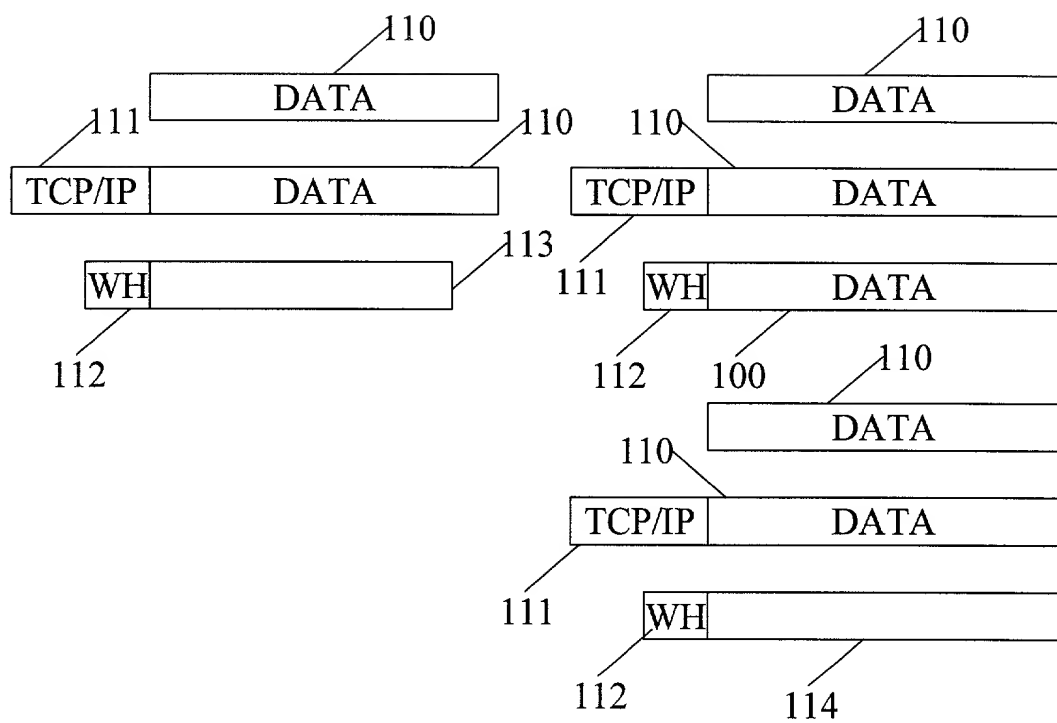 110
DATA
111
110
TCP/IP DATA
113
WH
112
110
DATA
110
TCP/IP DATA
111
WH DATA
112
100
110
DATA
110
TCP/IP DATA
111
WH
112
114